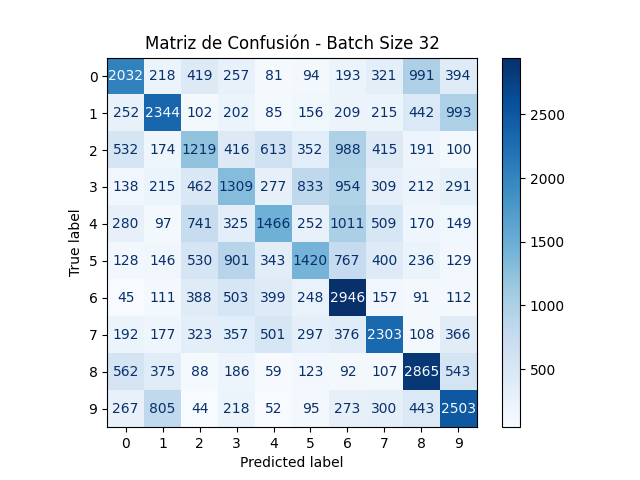 Matriz de Confusión - Batch Size 32
0 2032 218 419 257 81 94 193 321 991 394
1 252 2344 102 202 85 156 209 215 442 993
2 532 174 1219 416 613 352 988 415 191 100
3 138 215 462 1309 277 833 954 309 212 291
4 280 97 741 325 1466 252 1011 509 170 149
5 128 146 530 901 343 1420 767 400 236 129
6 45 111 388 503 399 248 2946 157 91 112
7 192 177 323 357 501 297 376 2303 108 366
8 562 375 88 186 59 123 92 107 2865 543
9 267 805 44 218 52 95 273 300 443 2503
0 1 2 3 4 5 6 7 8 9
Predicted label
True label
2500
2000
1500
1000
500